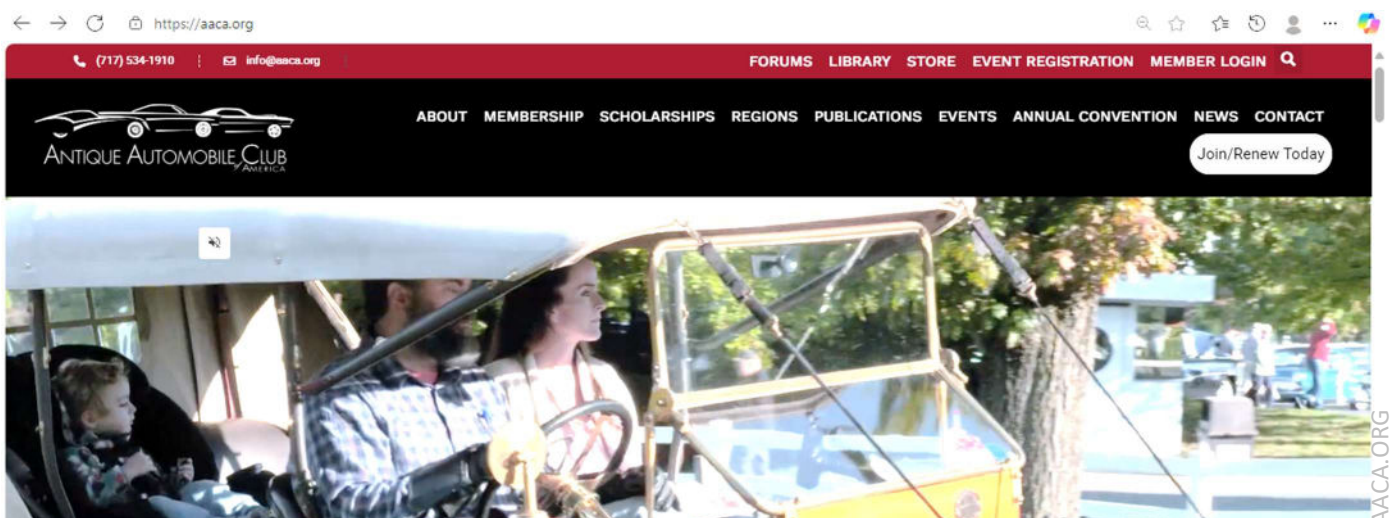 https://aaca.org
(717) 534-1910
info@aaca.org
FORUMS LIBRARY STORE EVENT REGISTRATION MEMBER LOGIN
ABOUT MEMBERSHIP SCHOLARSHIPS REGIONS PUBLICATIONS EVENTS ANNUAL CONVENTION NEWS CONTACT
Join/Renew Today
ANTIQUE AUTOMOBILE CLUB
of AMERICA
AACA.ORG